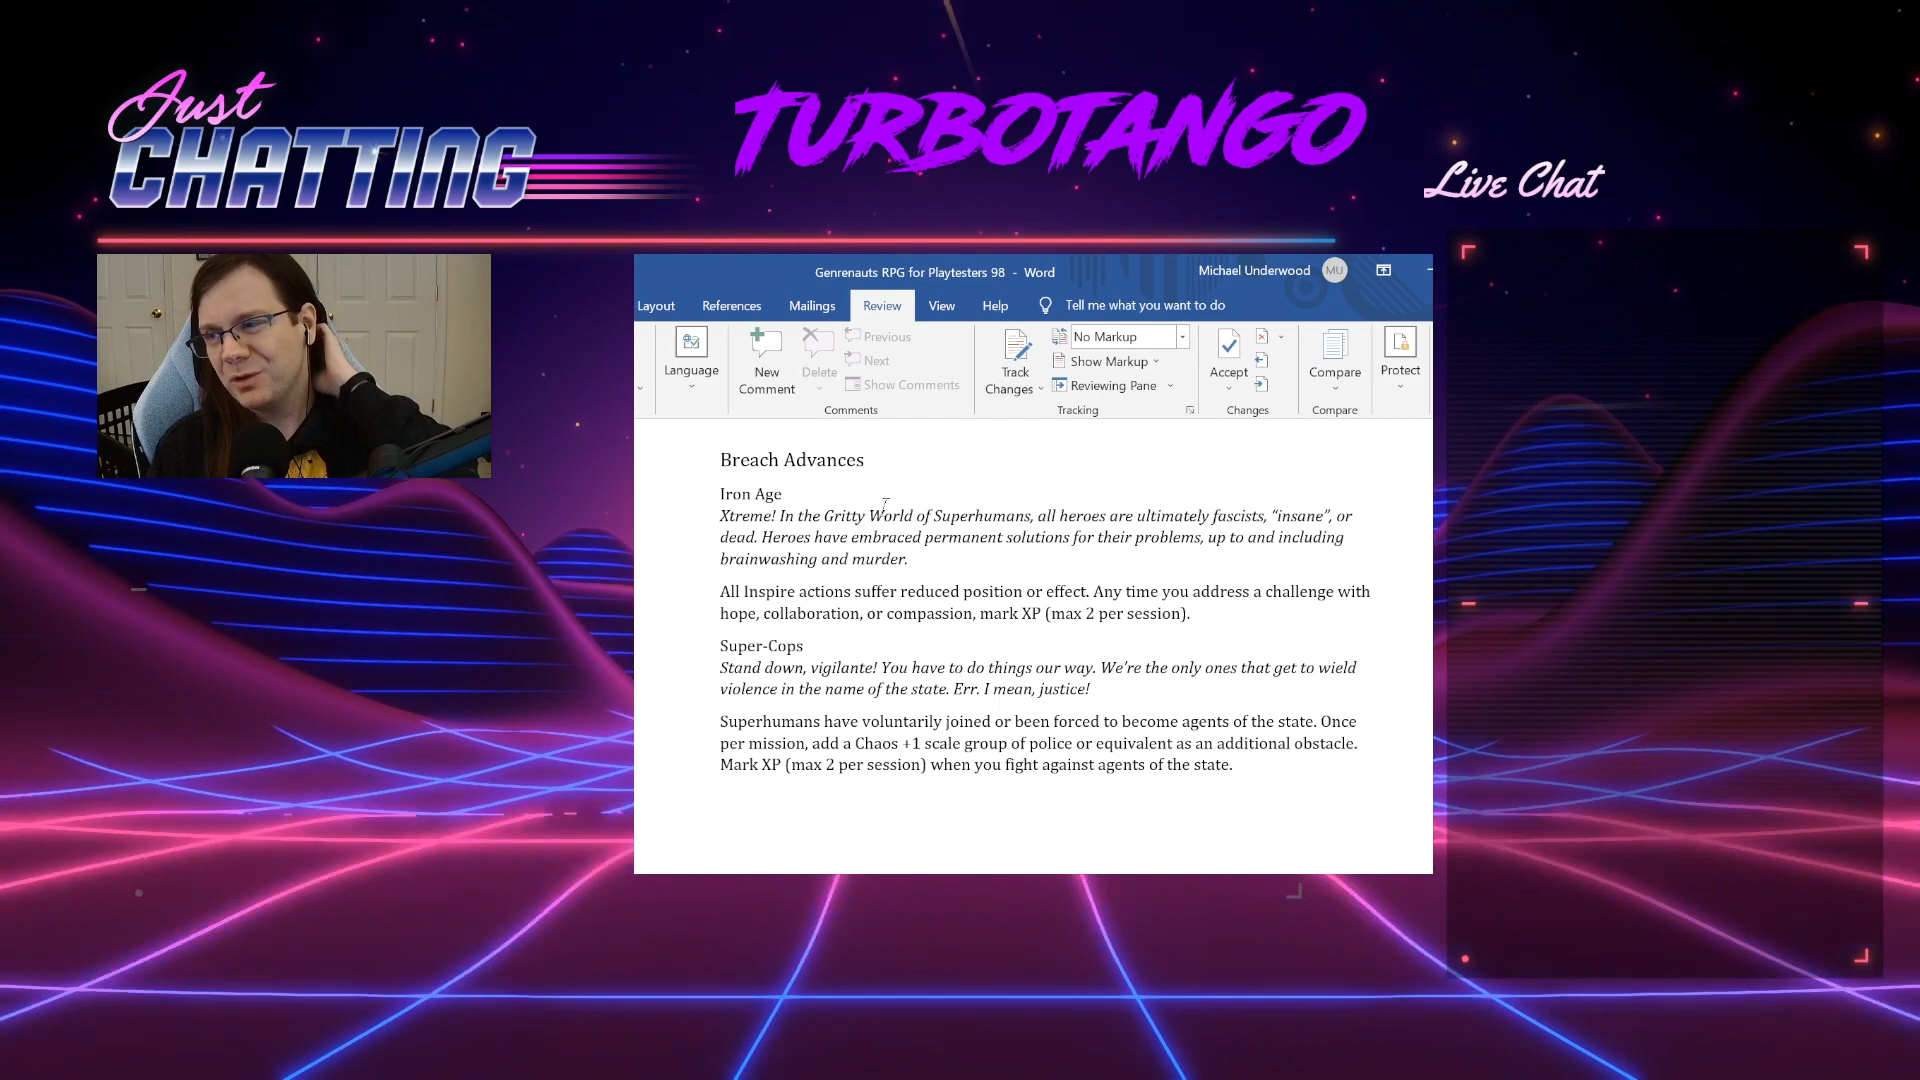 Just
CHATTING
TURBOTANGO
Live Chat
Genrenauts RPG for Playtesters 98 - Word
Michael Underwood
MU
Layout
References
Mailings
Review
View
Help
Tell me what you want to do
Language
New
Comment
Delete
Previous
Next
Show Comments
Comments
Track
Changes
No Markup
Show Markup
Reviewing Pane
Tracking
Accept
Changes
Compare
Compare
Protect
Breach Advances
Iron Age
Xtreme! In the Gritty World of Superhumans, all heroes are ultimately fascists, “insane”, or
dead. Heroes have embraced permanent solutions for their problems, up to and including
brainwashing and murder.
All Inspire actions suffer reduced position or effect. Any time you address a challenge with
hope, collaboration, or compassion, mark XP (max 2 per session).
Super-Cops
Stand down, vigilante! You have to do things our way. We’re the only ones that get to wield
violence in the name of the state. Err. I mean, justice!
Superhumans have voluntarily joined or been forced to become agents of the state. Once
per mission, add a Chaos +1 scale group of police or equivalent as an additional obstacle.
Mark XP (max 2 per session) when you fight against agents of the state.